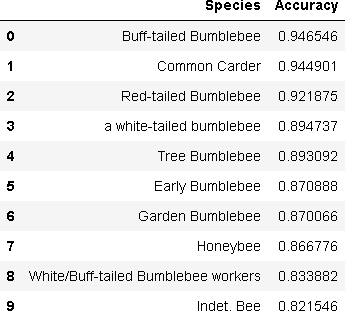 Species Accuracy
0 Buff-tailed Bumblebee 0.946546
1 Common Carder 0.944901
2 Red-tailed Bumblebee 0.921875
3 a white-tailed bumblebee 0.894737
4 Tree Bumblebee 0.893092
5 Early Bumblebee 0.870888
6 Garden Bumblebee 0.870066
7 Honeybee 0.866776
8 White/Buff-tailed Bumblebee workers 0.833882
9 Indet. Bee 0.821546